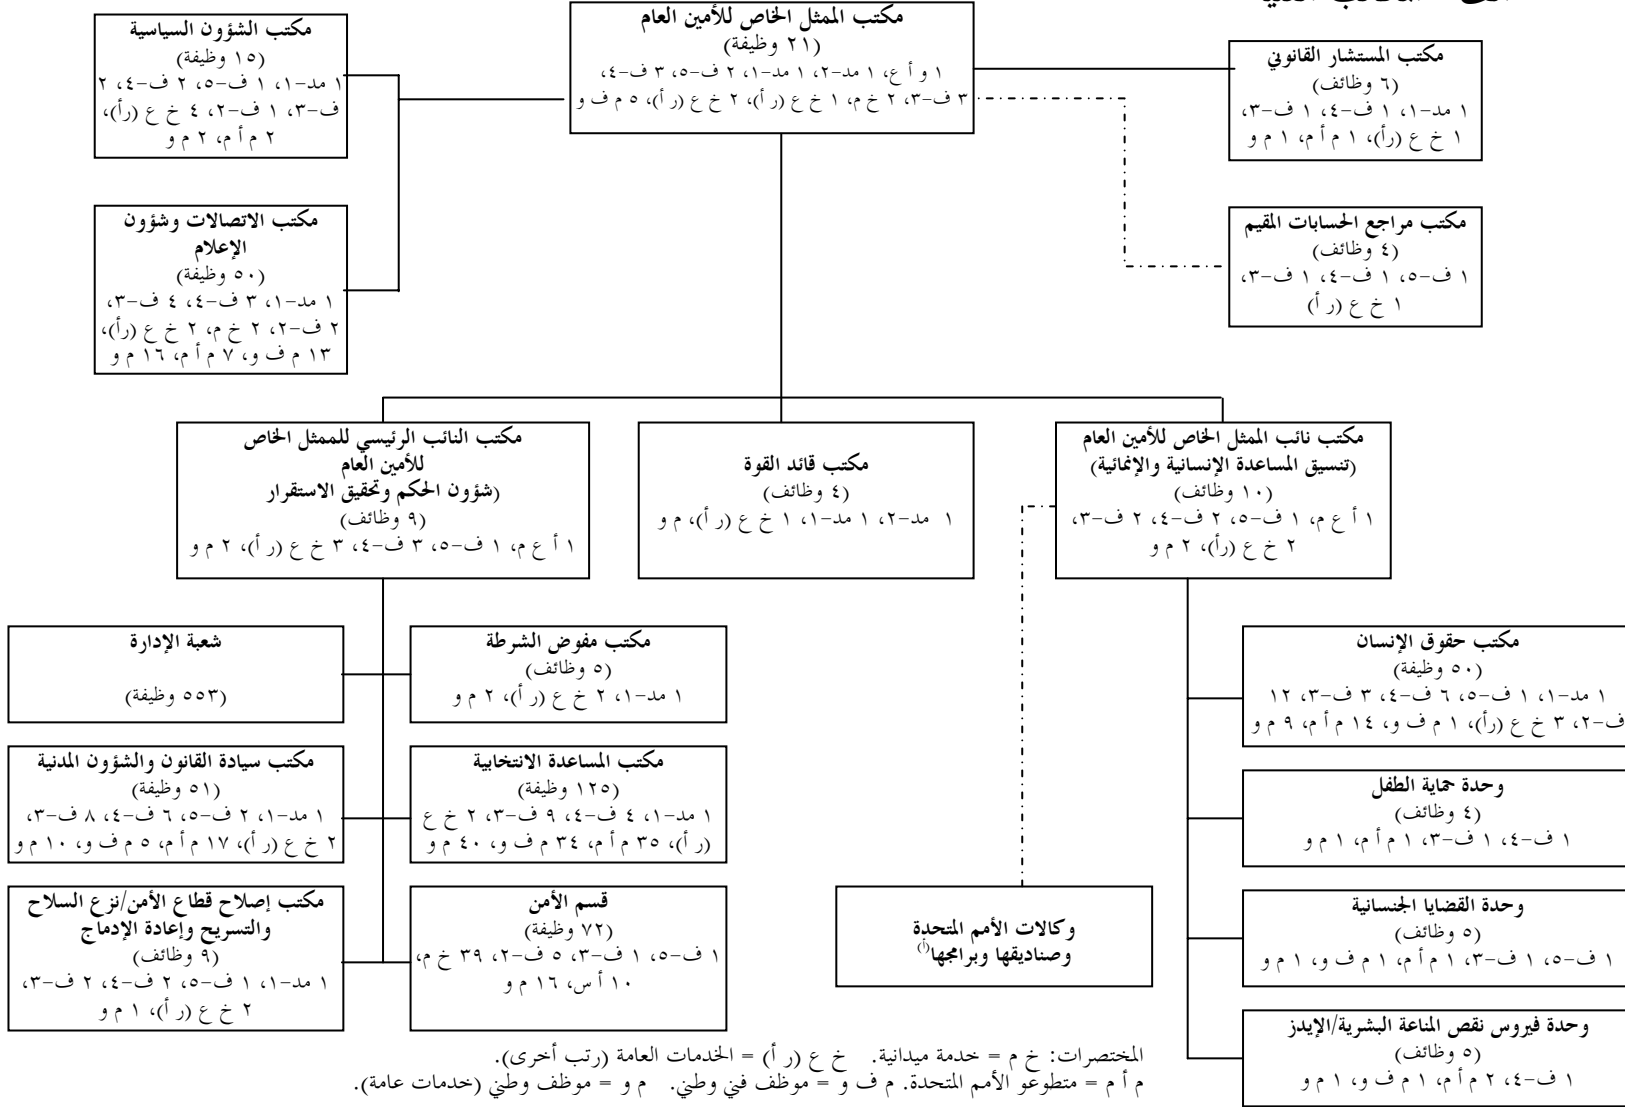 مكتب الممثل الخاص للأمين العام
(٢١ وظيفة)
١ و أ ع، ١ مد-٢، ١ مد-١، ٢ ف-٥، ٣ ف-٤،
٣ ف-٣، ٢ خ م، ١ خ ع (ر أ)، ٢ خ ع (ر أ)، ٥ م ف و
مكتب المستشار القانوني
(٦ وظائف)
١ مد-١، ١ ف-٤، ١ ف-٣،
١ خ ع (رأ)، ١ م أ م، ١ م و
مكتب مراجع الحسابات المقيم
(٤ وظائف)
١ ف-٥، ١ ف-٤، ١ ف-٣،
١ خ ع (ر أ)
مكتب الشؤون السياسية
(١٥ وظيفة)
١ مد-١، ١ ف-٥، ٢ ف-٤، ٢
ف-٣، ١ ف-٢، ٤ خ ع (رأ)،
٢ م أ م، ٢ م و
مكتب الاتصالات وشؤون
الإعلام
(٥٠ وظيفة)
١ مد-١، ٣ ف-٤، ٤ ف-٣،
٢ ف-٢، ٢ خ م، ٢ خ ع (رأ)،
١٣ م ف و، ٧ م أ م، ١٦ م و
مكتب نائب الممثل الخاص للأمين العام
(تنسيق المساعدة الإنسانية والإنمائية)
(١٠ وظائف)
١ أ ع م، ١ ف-٥، ٢ ف-٤، ٢ ف-٣،
٢ خ ع (رأ)، ٢ م و
مكتب قائد القوة
(٤ وظائف)
١ مد-٢، ١ مد-١، ١ خ ع (ر أ)، م و
مكتب النائب الرئيسي للممثل الخاص
للأمين العام
(شؤون الحكم وتحقيق الاستقرار
(٩ وظائف)
١ أ ع م، ١ ف-٥، ٣ ف-٤، ٣ خ ع (ر أ)، ٢ م و
مكتب حقوق الإنسان
(٥٠ وظيفة)
١ مد-١، ١ ف-٥، ٦ ف-٤، ٣ ف-٣، ١٢
ف-٢، ٣ خ ع (رأ)، ١ م ف و، ١٤ م أ م، ٩ م و
وحدة حماية الطفل
(٤ وظائف)
١ ف-٤، ١ ف-٣، ١ م أ م، ١ م و
وحدة القضايا الجنسانية
(٥ وظائف)
١ ف-٥، ١ ف-٣، ١ م أ م، ١ م ف و، ١ م و
وحدة فيروس نقص المناعة البشرية/الإيدز
(٥ وظائف)
١ ف-٤، ٢ م أ م، ١ م ف و، ١ م و
وكالات الأمم المتحدة
وصناديقها وبرامجها(أ)
مكتب مفوض الشرطة
(٥ وظائف)
١ مد-١، ٢ خ ع (ر أ)، ٢ م و
شعبة الإدارة
(٥٥٣ وظيفة)
مكتب المساعدة الانتخابية
(١٢٥ وظيفة)
١ مد-١، ٤ ف-٤، ٩ ف-٣، ٢ خ ع
(ر أ)، ٣٥ م أ م، ٣٤ م ف و، ٤٠ م و
مكتب سيادة القانون والشؤون المدنية
(٥١ وظيفة)
١ مد-١، ٢ ف-٥، ٦ ف-٤، ٨ ف-٣،
٢ خ ع (ر أ)، ١٧ م أ م، ٥ م ف و، ١٠ م و
قسم الأمن
(٧٢ وظيفة)
١ ف-٥، ١ ف-٣، ٥ ف-٢، ٣٩ خ م،
١٠ أ س، ١٦ م و
مكتب إصلاح قطاع الأمن/نزع السلاح
والتسريح وإعادة الإدماج
(٩ وظائف)
١ مد-١، ١ ف-٥، ٢ ف-٤، ٢ ف-٣،
٢ خ ع (ر أ)، ١ م و
المختصرات: خ م = خدمة ميدانية. خ ع (ر أ) = الخدمات العامة (رتب أخرى).
م أ م = متطوعو الأمم المتحدة. م ف و = موظف فني وطني. م و = موظف وطني (خدمات عامة).